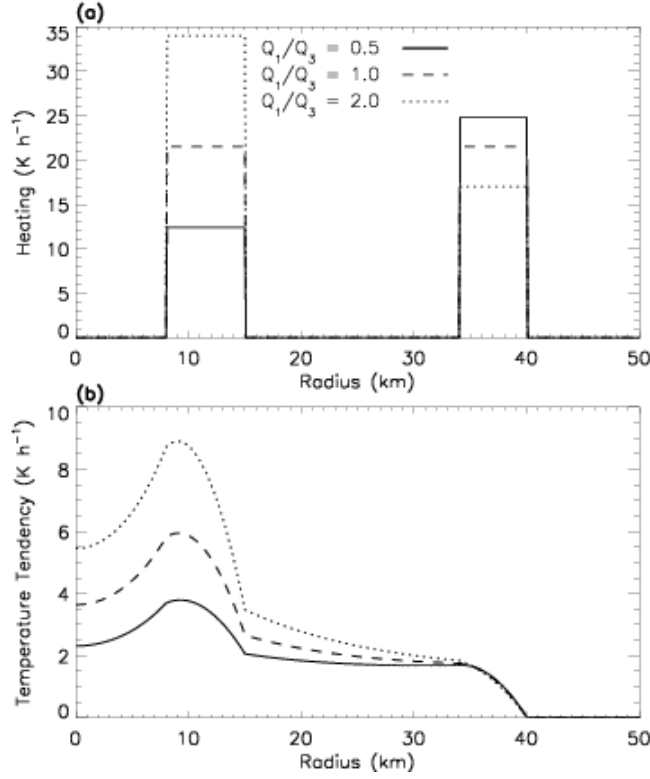 (a)
35
30
25
20
15
10
5
0
Heating (K h⁻¹)
Q₁/Q₃ = 0.5
Q₁/Q₃ = 1.0
Q₁/Q₃ = 2.0
0 10 20 30 40 50
Radius (km)
(b)
10
8
6
4
2
0
Temperature Tendency (K h⁻¹)
0 10 20 30 40 50
Radius (km)